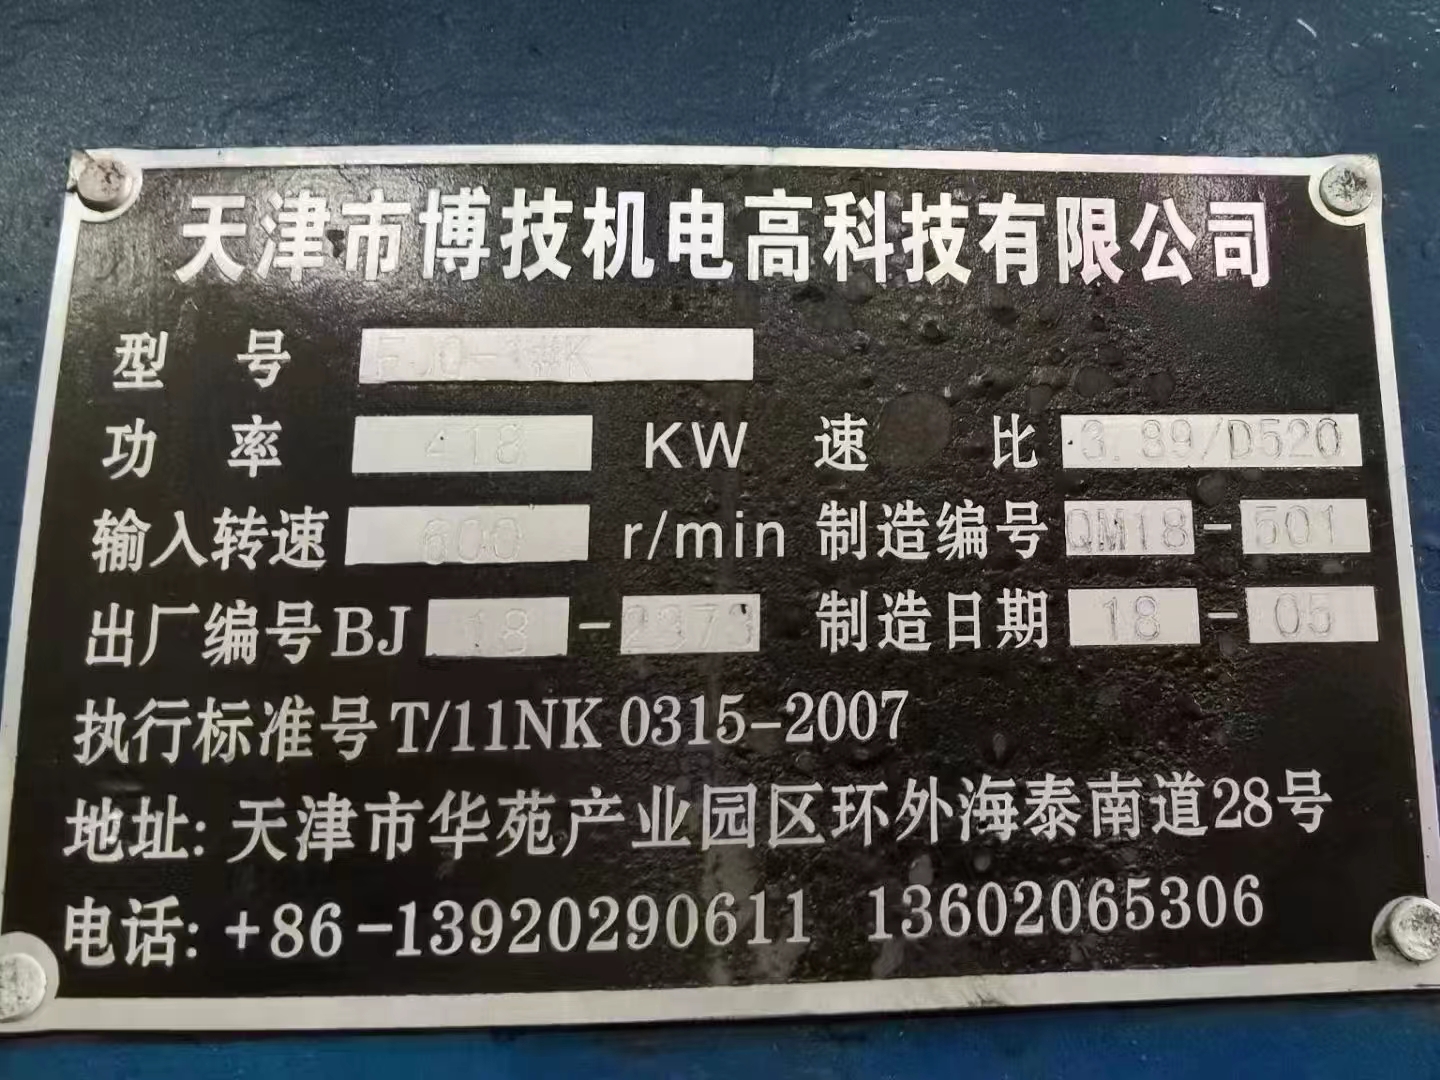 天津市博技机电高科技有限公司
型号
功率 418 KW 速比 3.89/D520
输入转速 600 r/min 制造编号 QM18-501
出厂编号BJ 18-2373 制造日期 18-05
执行标准号T/11NK 0315-2007
地址: 天津市华苑产业园区环外海泰南道28号
电话: +86-13920290611 13602065306